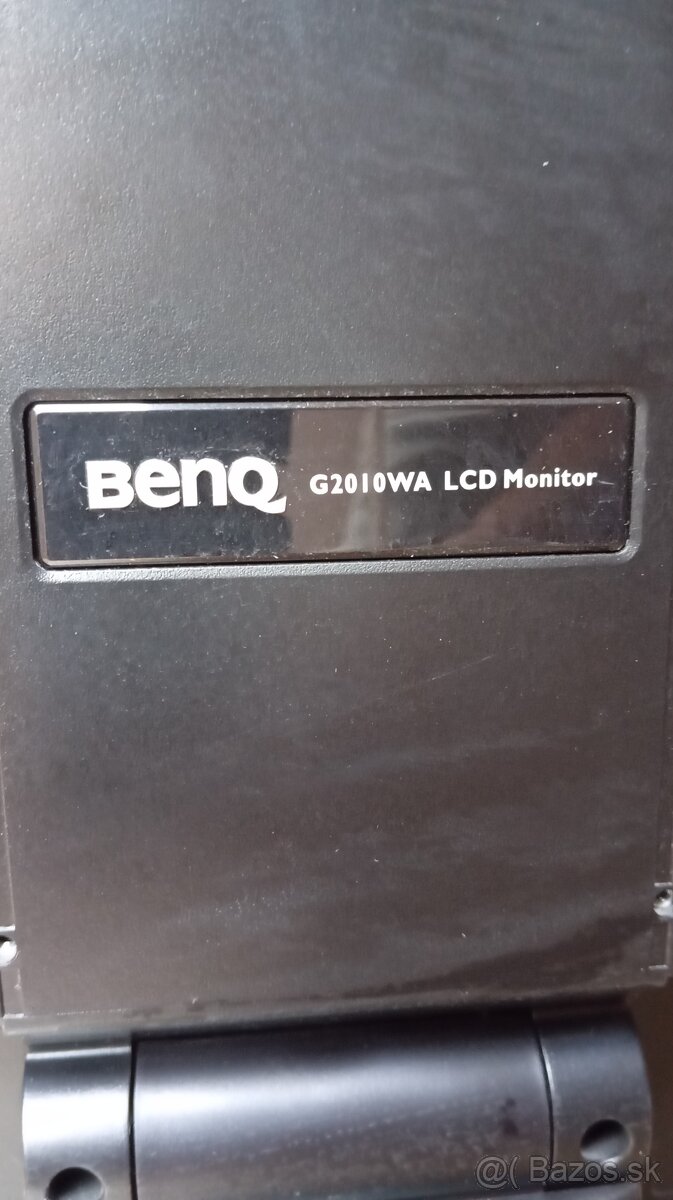 BenQ G2010WA LCD Monitor
@( Bazos.sk